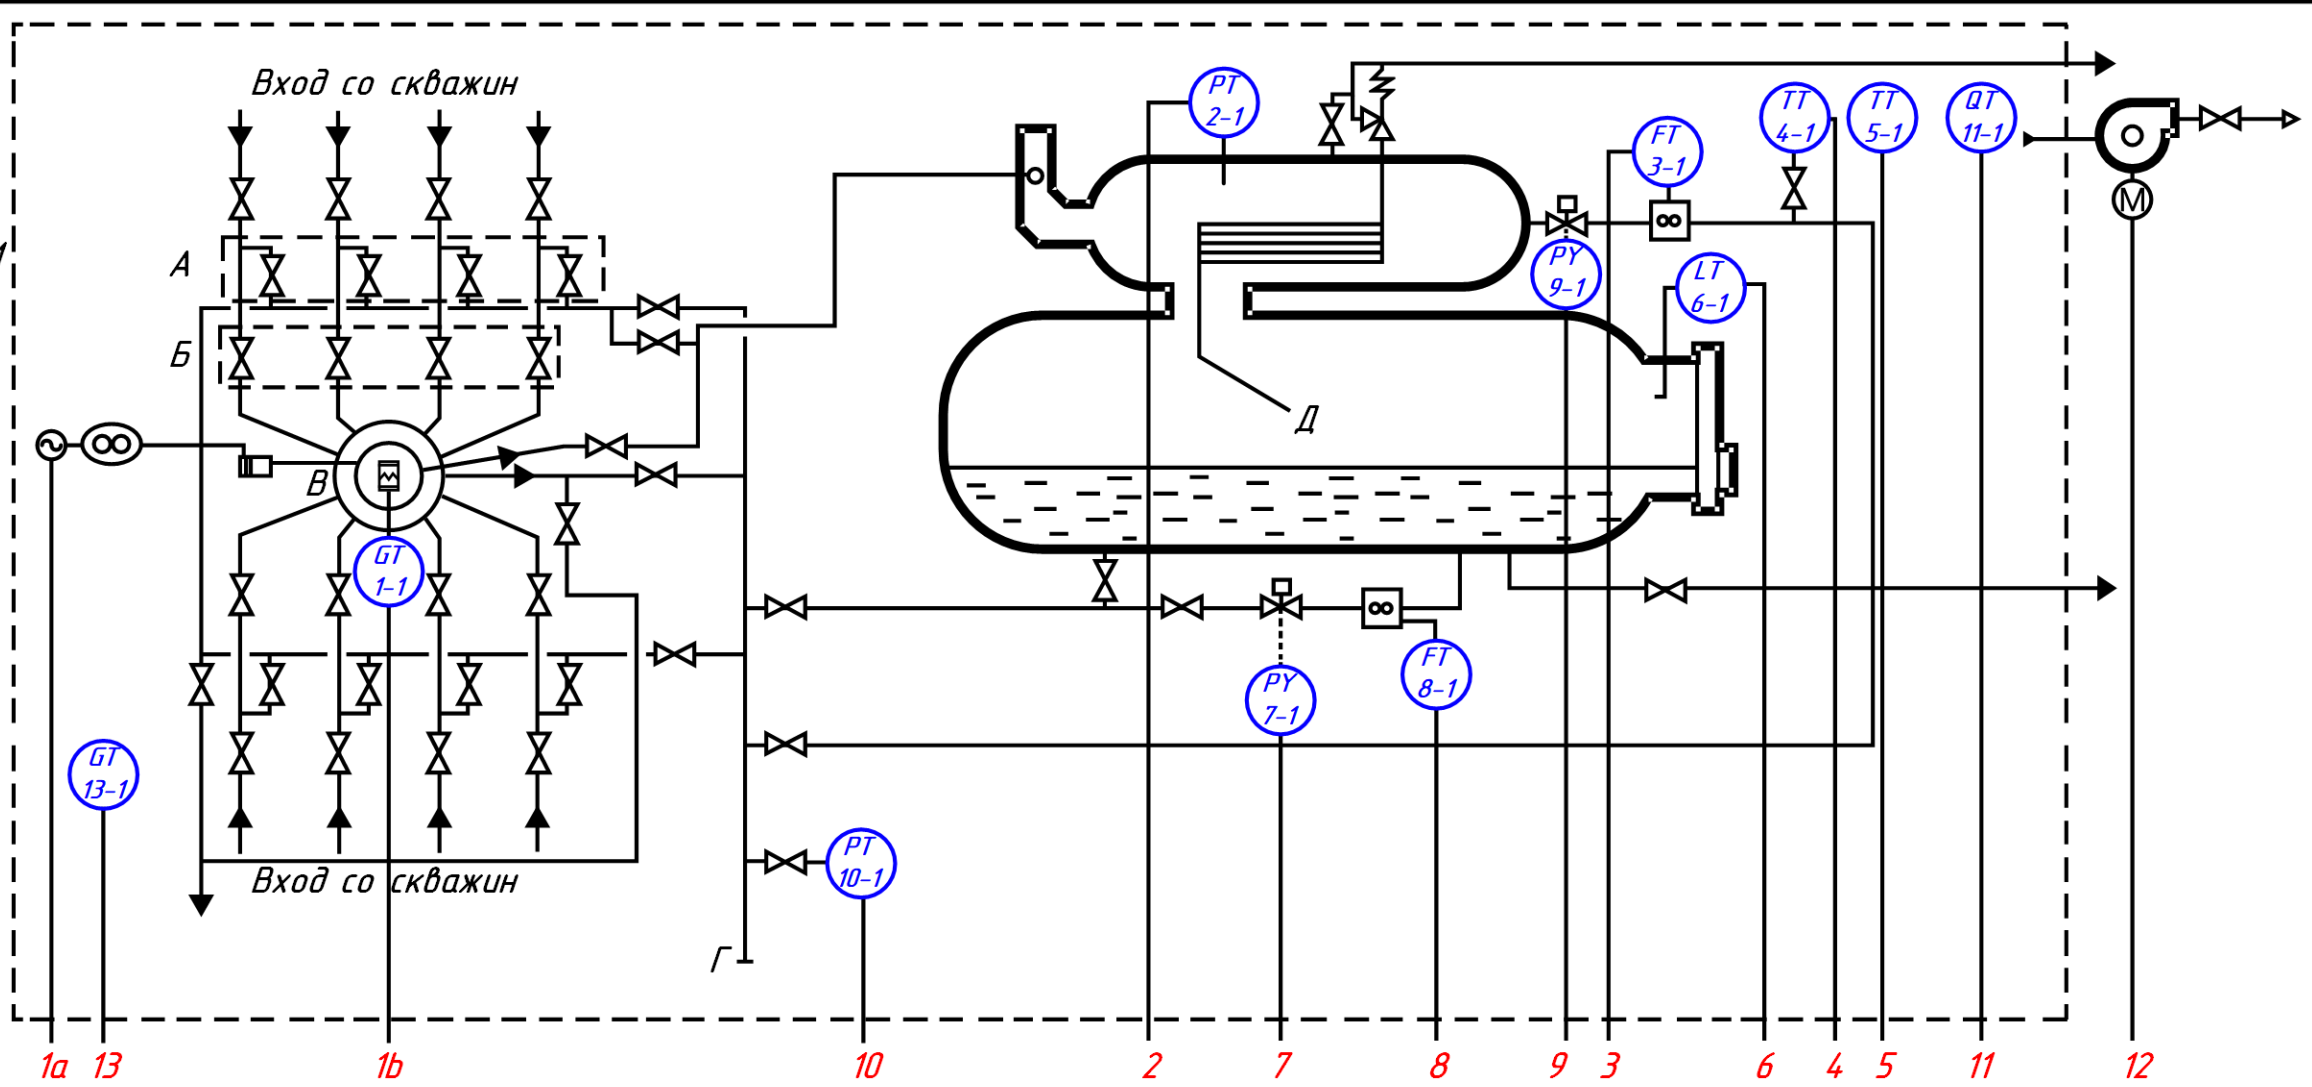 Вход со скважин
PT
2-1
FT
3-1
TT
4-1
TT
5-1
QT
11-1
M
А
PY
9-1
LT
6-1
Б
Д
В
GT
1-1
FT
8-1
PY
7-1
GT
13-1
PT
10-1
Вход со скважин
Г
1a
13
1b
10
2
7
8
9
3
6
4
5
11
12